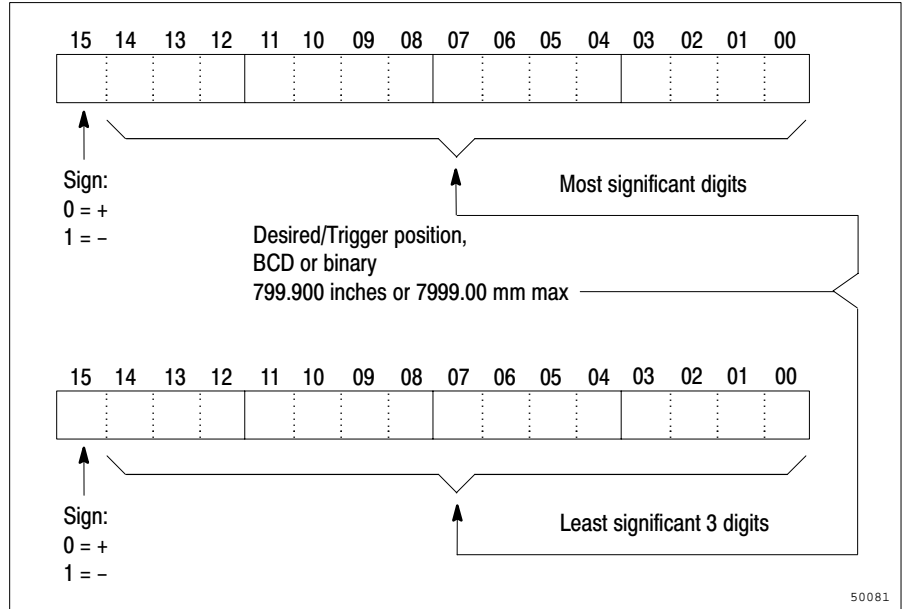 15 14 13 12 11 10 09 08 07 06 05 04 03 02 01 00
Sign:
0 = +
1 = –
Most significant digits
Desired/Trigger position,
BCD or binary
799.900 inches or 7999.00 mm max
15 14 13 12 11 10 09 08 07 06 05 04 03 02 01 00
Sign:
0 = +
1 = –
Least significant 3 digits
50081